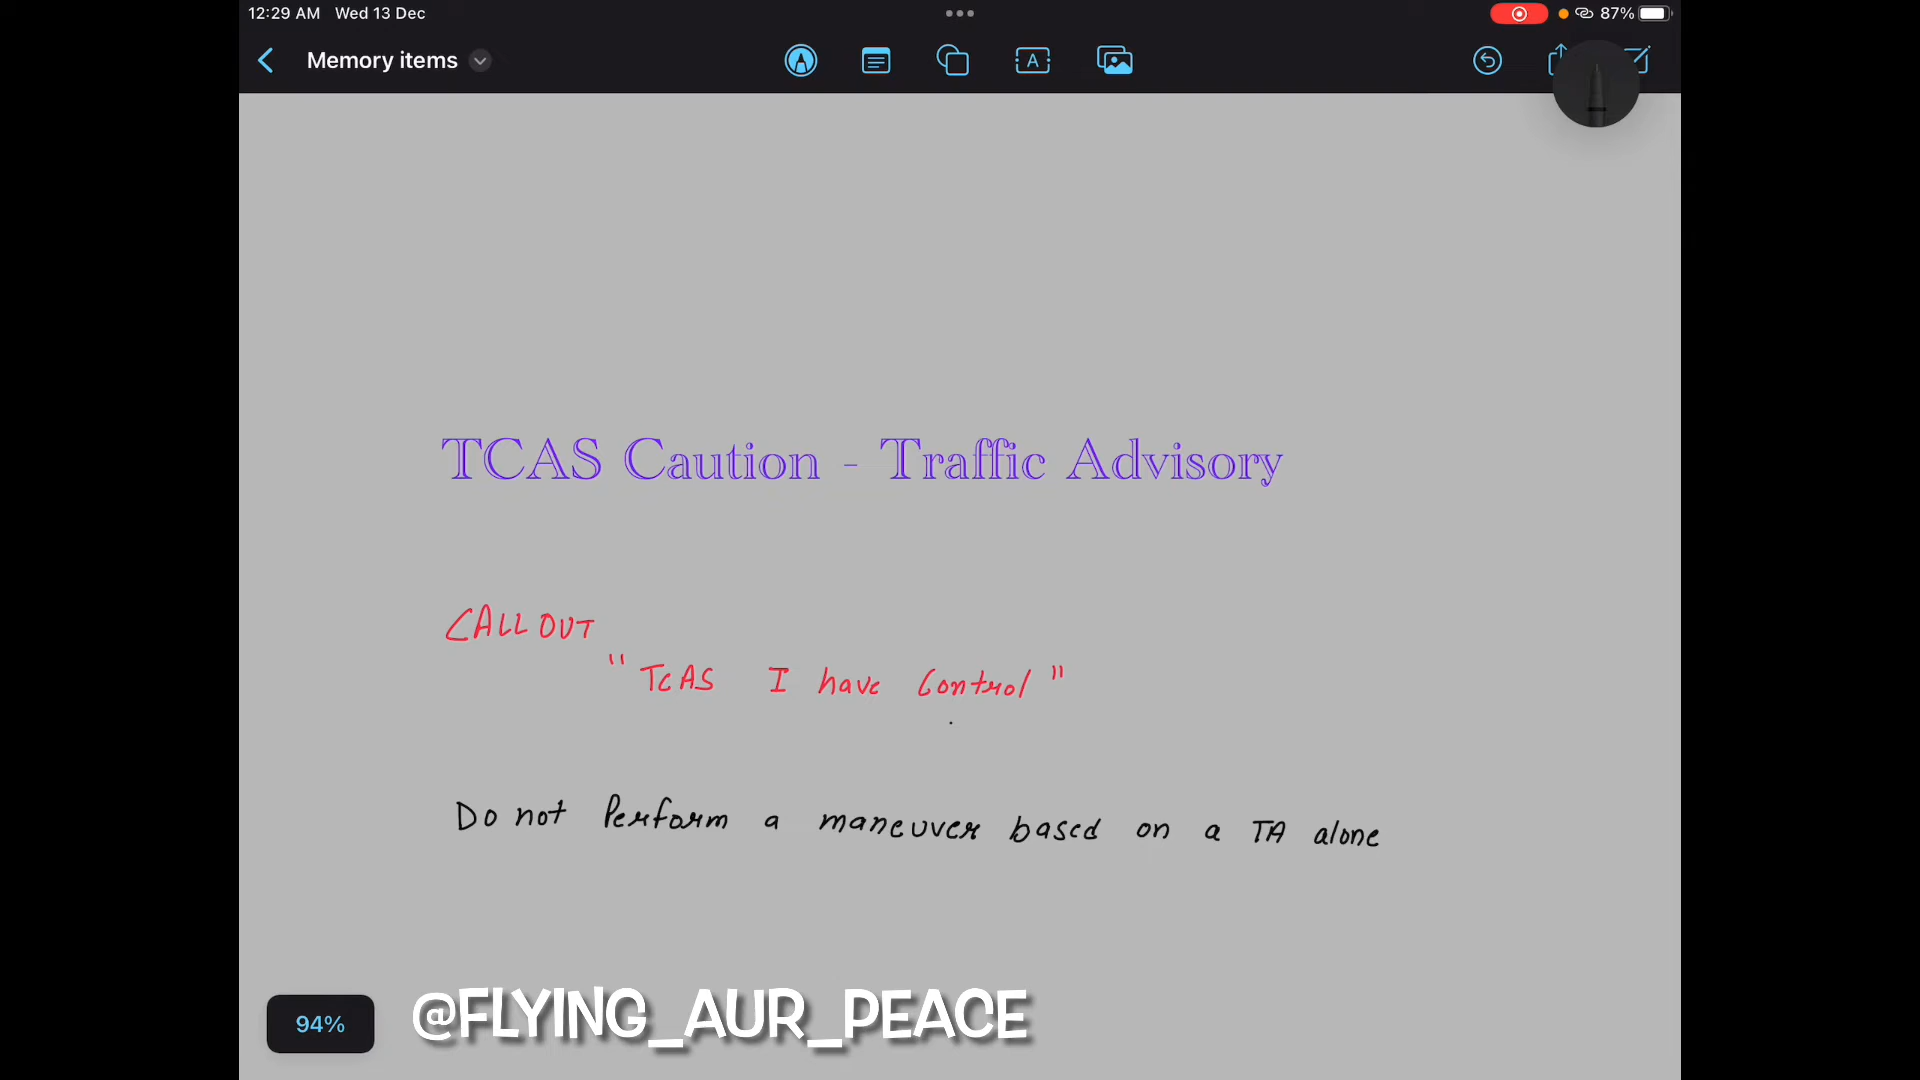 12:29 AM Wed 13 Dec
87%
Memory items
A
TCAS Caution - Traffic Advisory
CALL OUT
" TCAS I have Control "
Do not Perform a maneuver based on a TA alone
94%
@FLYING_AUR_PEACE